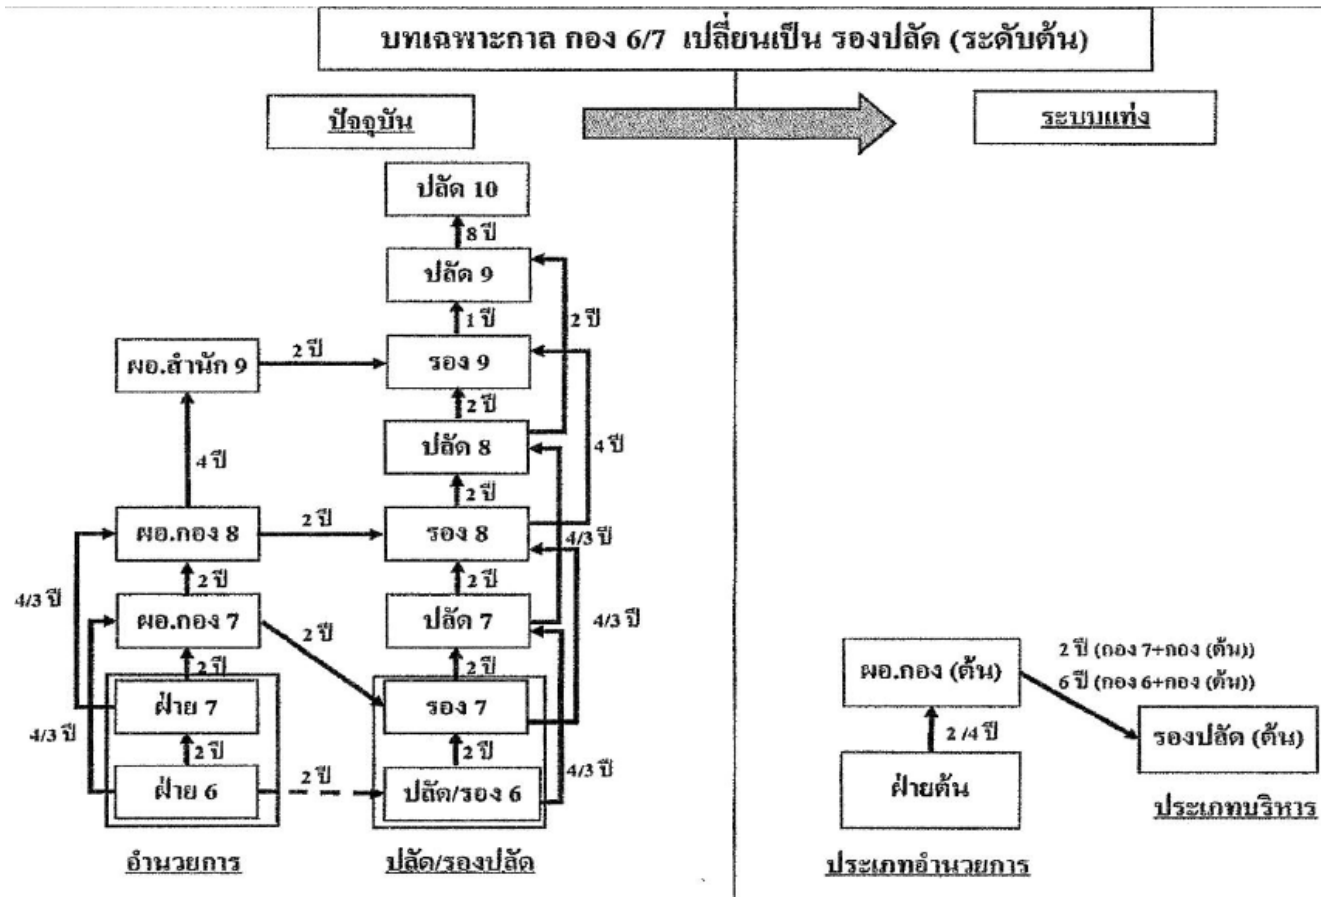 บทเฉพาะกาล กอง 6/7 เปลี่ยนเป็น รองปลัด (ระดับต้น)
ปัจจุบัน
ระบบแท่ง
ปลัด 10
8 ปี
ปลัด 9
2 ปี
1 ปี
ผอ.สำนัก 9
2 ปี
รอง 9
2 ปี
ปลัด 8
4 ปี
4 ปี
2 ปี
ผอ.กอง 8
2 ปี
รอง 8
4/3 ปี
2 ปี
2 ปี
4/3 ปี
ผอ.กอง 7
2 ปี
ปลัด 7
4/3 ปี
2 ปี
2 ปี
ฝ่าย 7
รอง 7
4/3 ปี
2 ปี
2 ปี
ฝ่าย 6
2 ปี
ปลัด/รอง 6
4/3 ปี
อำนวยการ
ปลัด/รองปลัด
ผอ.กอง (ต้น)
2 ปี (กอง 7+กอง (ต้น))
6 ปี (กอง 6+กอง (ต้น))
2 /4 ปี
รองปลัด (ต้น)
ฝ่ายต้น
ประเภทบริหาร
ประเภทอำนวยการ